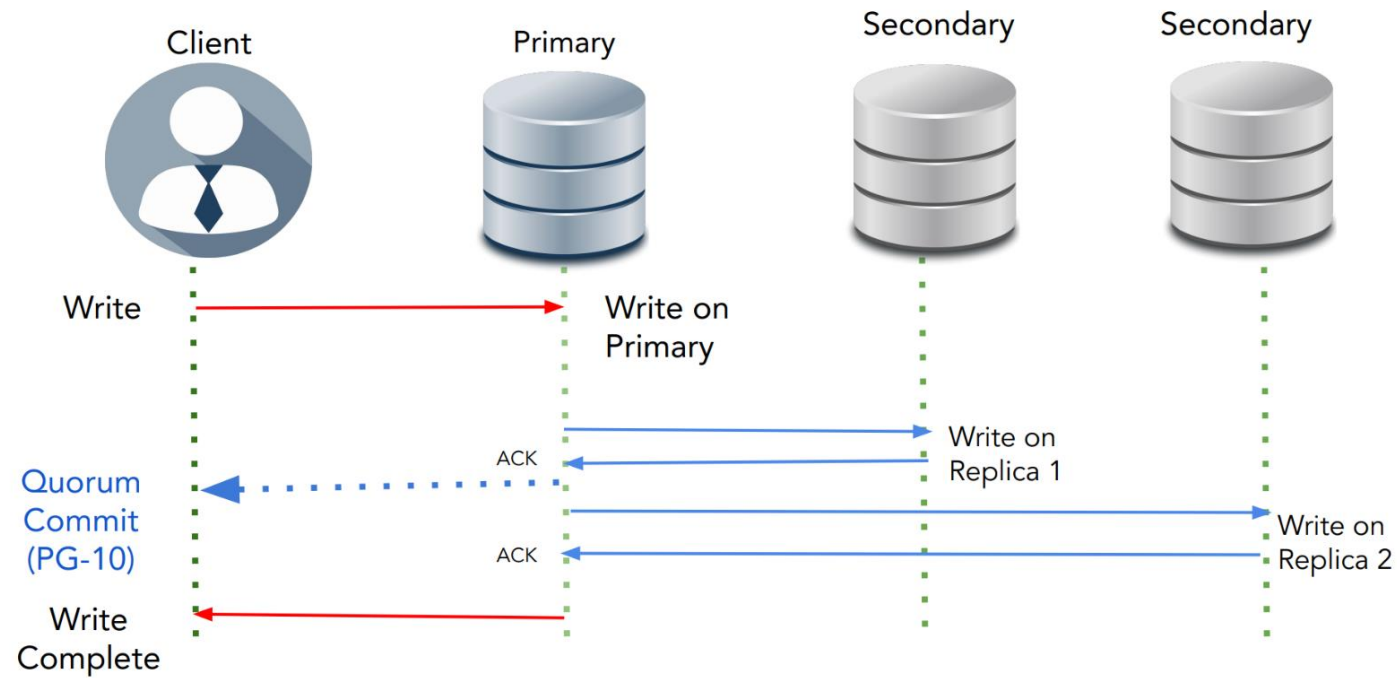 Client
Primary
Secondary
Secondary
Write
Write on
Primary
Write on
Replica 1
ACK
Quorum
Commit
(PG-10)
Write on
Replica 2
ACK
Write
Complete